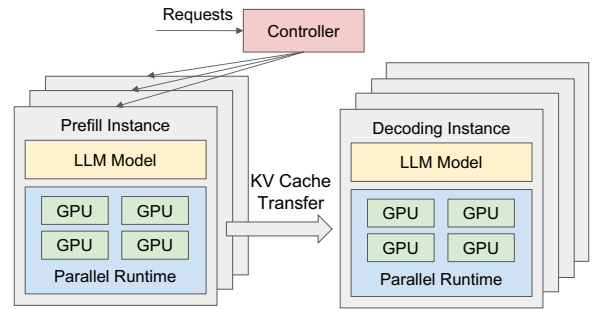 Requests
Controller
Prefill Instance
LLM Model
GPU GPU
GPU GPU
Parallel Runtime
KV Cache
Transfer
Decoding Instance
LLM Model
GPU GPU
GPU GPU
Parallel Runtime